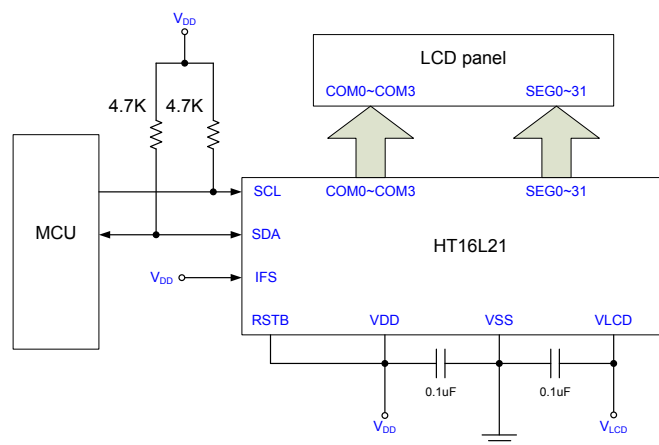 VDD
LCD panel
4.7K 4.7K
COM0~COM3 SEG0~31
SCL COM0~COM3 SEG0~31
MCU
SDA
HT16L21
VDD IFS
RSTB VDD VSS VLCD
0.1uF 0.1uF
VDD VLCD